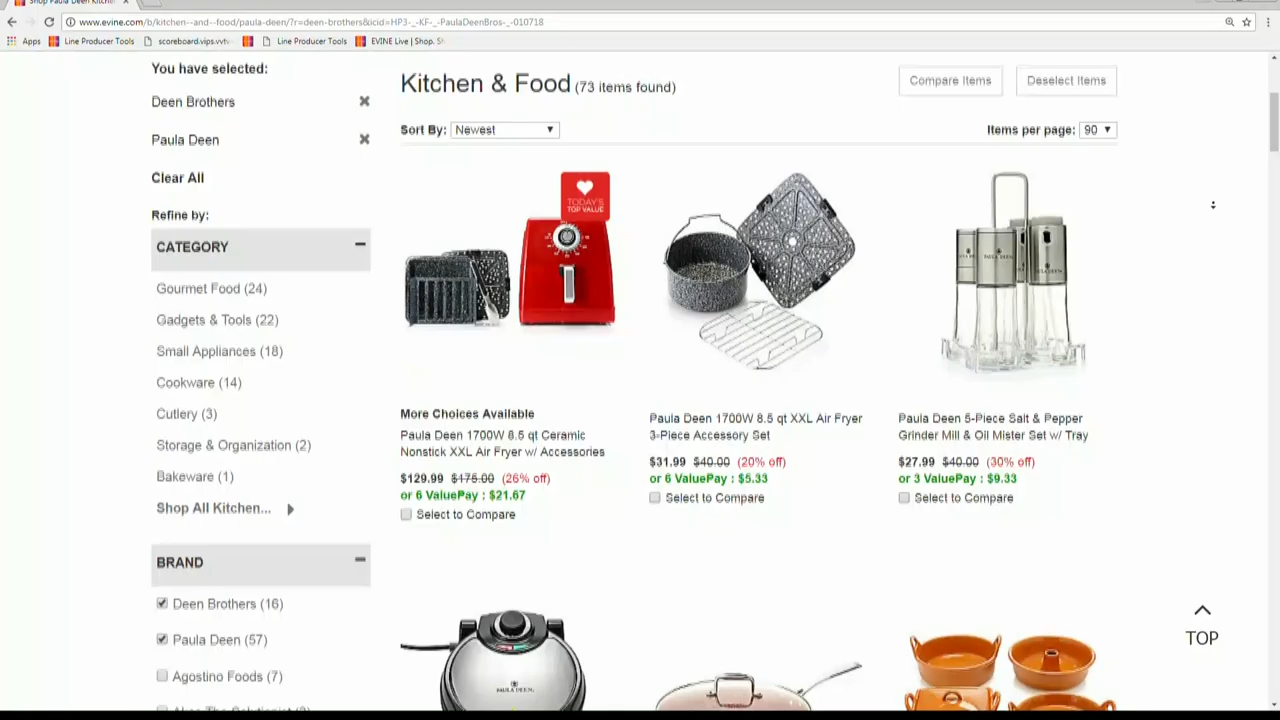 Shop Paula Deen Kitchen
www.evine.com/b/kitchen--and--food/paula-deen/?r=deen-brothers&icid=HP3-_-KF-_-PaulaDeenBros-_-010718
Apps Line Producer Tools scoreboard.vips.vvtv Line Producer Tools EVINE Live | Shop. S
You have selected:
Deen Brothers
Paula Deen
Clear All
Refine by:
CATEGORY
Gourmet Food (24)
Gadgets & Tools (22)
Small Appliances (18)
Cookware (14)
Cutlery (3)
Storage & Organization (2)
Bakeware (1)
Shop All Kitchen...
BRAND
Deen Brothers (16)
Paula Deen (57)
Agostino Foods (7)
Kitchen & Food (73 items found)
Compare Items Deselect Items
Sort By: Newest
Items per page: 90
TODAY'S
TOP VALUE
More Choices Available
Paula Deen 1700W 8.5 qt Ceramic
Nonstick XXL Air Fryer w/ Accessories
$129.99 $175.00 (26% off)
or 6 ValuePay : $21.67
Select to Compare
Paula Deen 1700W 8.5 qt XXL Air Fryer
3-Piece Accessory Set
$31.99 $40.00 (20% off)
or 6 ValuePay : $5.33
Select to Compare
PAULA DEEN
Paula Deen 5-Piece Salt & Pepper
Grinder Mill & Oil Mister Set w/ Tray
$27.99 $40.00 (30% off)
or 3 ValuePay : $9.33
Select to Compare
PAULA DEEN
TOP